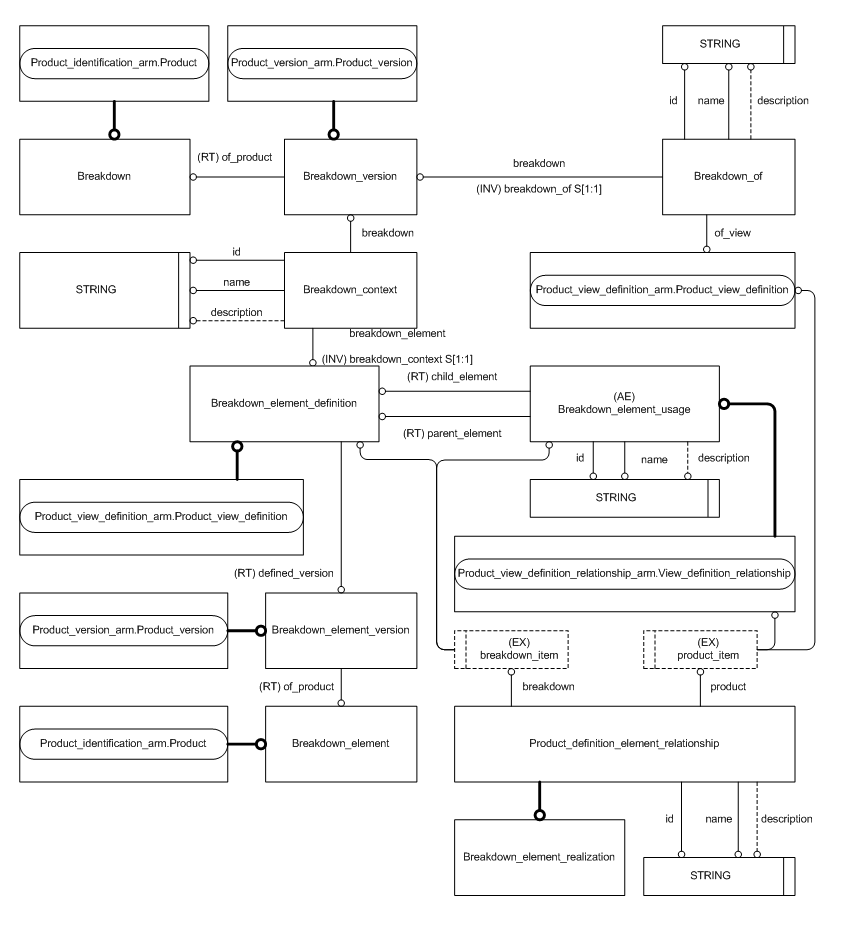 STRING
Product_identification_arm.Product
Product_version_arm.Product_version
id
name
description
(RT) of_product
breakdown
Breakdown
Breakdown_version
Breakdown_of
(INV) breakdown_of S[1:1]
breakdown
of_view
id
name
description
STRING
Breakdown_context
Product_view_definition_arm.Product_view_definition
breakdown_element
(INV) breakdown_context S[1:1]
(RT) child_element
Breakdown_element_definition
(AE)
Breakdown_element_usage
(RT) parent_element
id
name
description
STRING
Product_view_definition_arm.Product_view_definition
(RT) defined_version
Product_view_definition_relationship_arm.View_definition_relationship
Product_version_arm.Product_version
Breakdown_element_version
(EX)
breakdown_item
(EX)
product_item
(RT) of_product
breakdown
product
Product_identification_arm.Product
Breakdown_element
Product_definition_element_relationship
id
name
description
Breakdown_element_realization
STRING